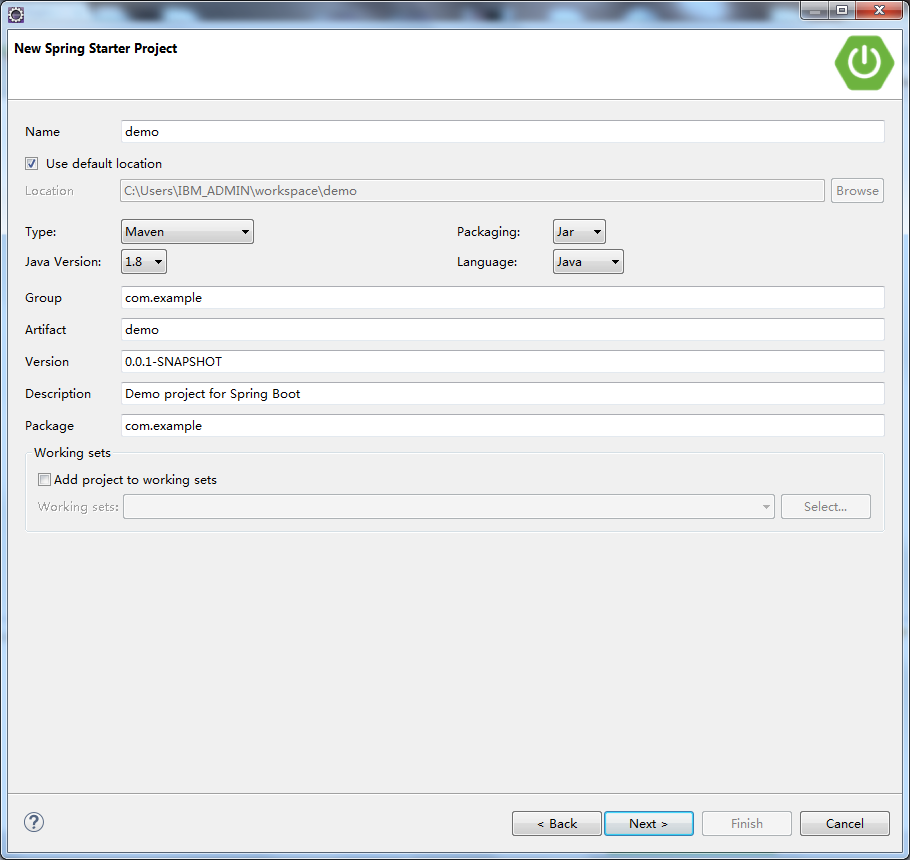 New Spring Starter Project
Name demo
Use default location
Location C:\Users\IBM_ADMIN\workspace\demo Browse
Type: Maven Packaging: Jar
Java Version: 1.8 Language: Java
Group com.example
Artifact demo
Version 0.0.1-SNAPSHOT
Description Demo project for Spring Boot
Package com.example
Working sets
Add project to working sets
Working sets: Select...
? < Back Next > Finish Cancel